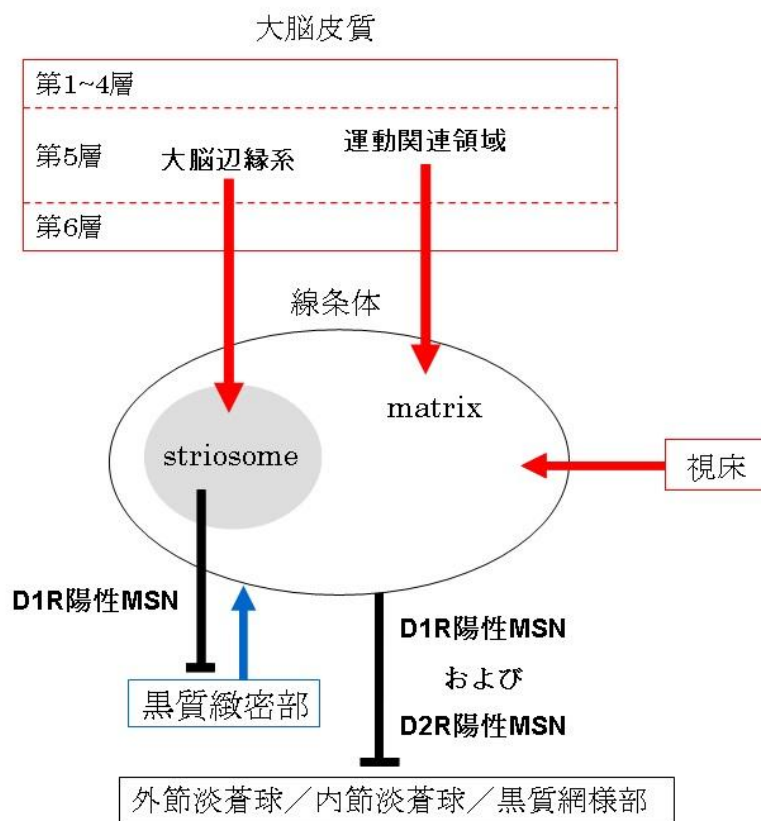 大脳皮質
第1~4層
第5層
大脳辺縁系
運動関連領域
第6層
線条体
matrix
striosome
視床
D1R陽性MSN
D1R陽性MSN
および
D2R陽性MSN
黒質緻密部
外節淡蒼球／内節淡蒼球／黒質網様部